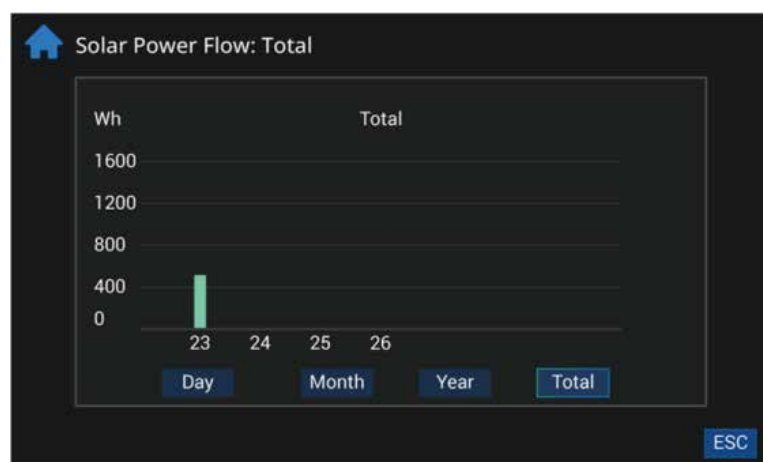 Solar Power Flow: Total
Wh Total
1600
1200
800
400
0
23 24 25 26
Day Month Year Total
ESC